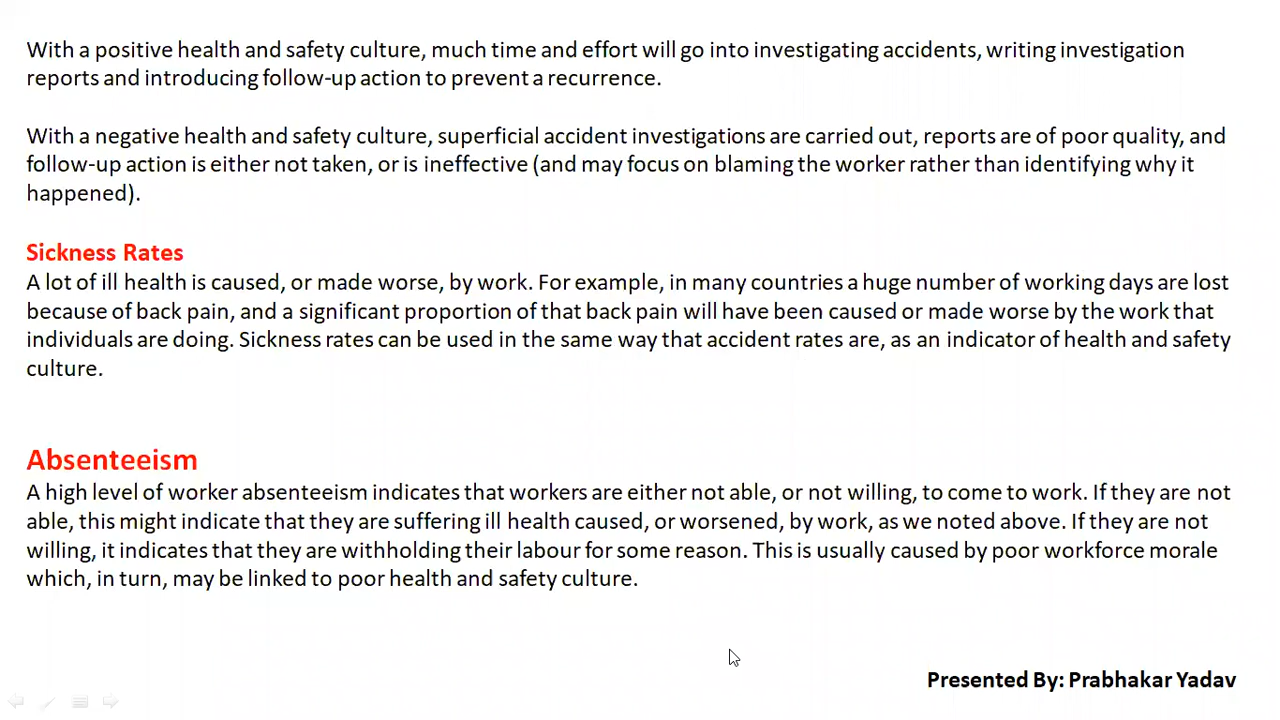 With a positive health and safety culture, much time and effort will go into investigating accidents, writing investigation
reports and introducing follow-up action to prevent a recurrence.
With a negative health and safety culture, superficial accident investigations are carried out, reports are of poor quality, and
follow-up action is either not taken, or is ineffective (and may focus on blaming the worker rather than identifying why it
happened).
Sickness Rates
A lot of ill health is caused, or made worse, by work. For example, in many countries a huge number of working days are lost
because of back pain, and a significant proportion of that back pain will have been caused or made worse by the work that
individuals are doing. Sickness rates can be used in the same way that accident rates are, as an indicator of health and safety
culture.
Absenteeism
A high level of worker absenteeism indicates that workers are either not able, or not willing, to come to work. If they are not
able, this might indicate that they are suffering ill health caused, or worsened, by work, as we noted above. If they are not
willing, it indicates that they are withholding their labour for some reason. This is usually caused by poor workforce morale
which, in turn, may be linked to poor health and safety culture.
Presented By: Prabhakar Yadav